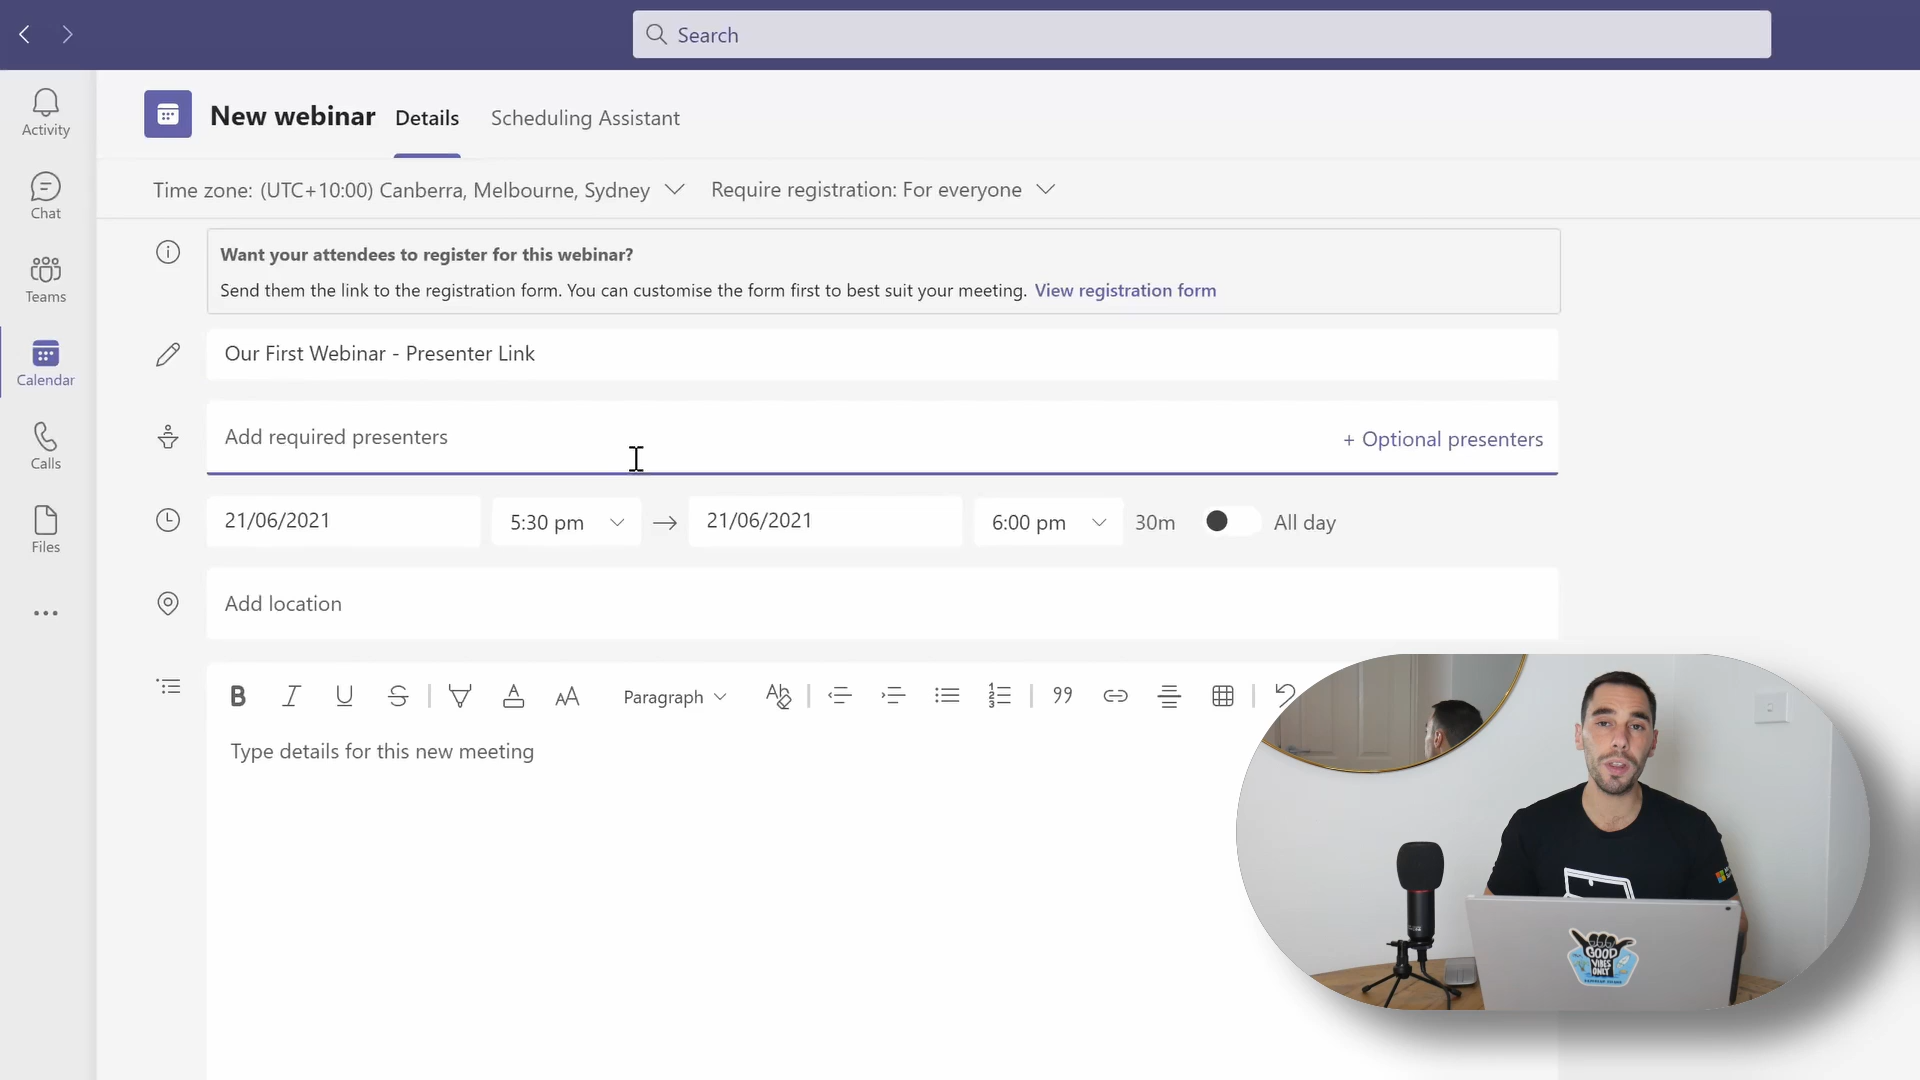 Search
New webinar Details Scheduling Assistant
Time zone: (UTC+10:00) Canberra, Melbourne, Sydney Require registration: For everyone
Activity
Chat
Teams
Calendar
Calls
Files
Want your attendees to register for this webinar?
Send them the link to the registration form. You can customise the form first to best suit your meeting. View registration form
Our First Webinar - Presenter Link
Add required presenters + Optional presenters
21/06/2021 5:30 pm → 21/06/2021 6:00 pm 30m All day
Add location
B I U S Paragraph
Type details for this new meeting
GOOD
VIBES
ONLY